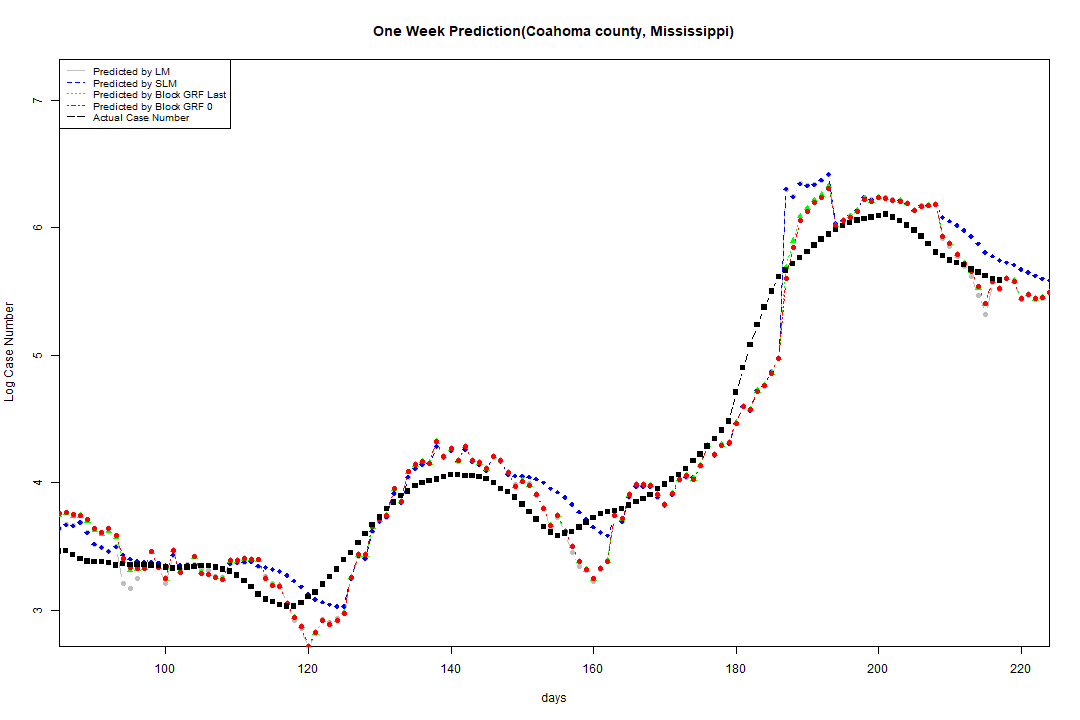 One Week Prediction(Coahoma county, Mississippi)
Predicted by LM
Predicted by SLM
Predicted by Block GRF Last
Predicted by Block GRF 0
Actual Case Number
7
6
5
4
3
Log Case Number
100 120 140 160 180 200 220
days